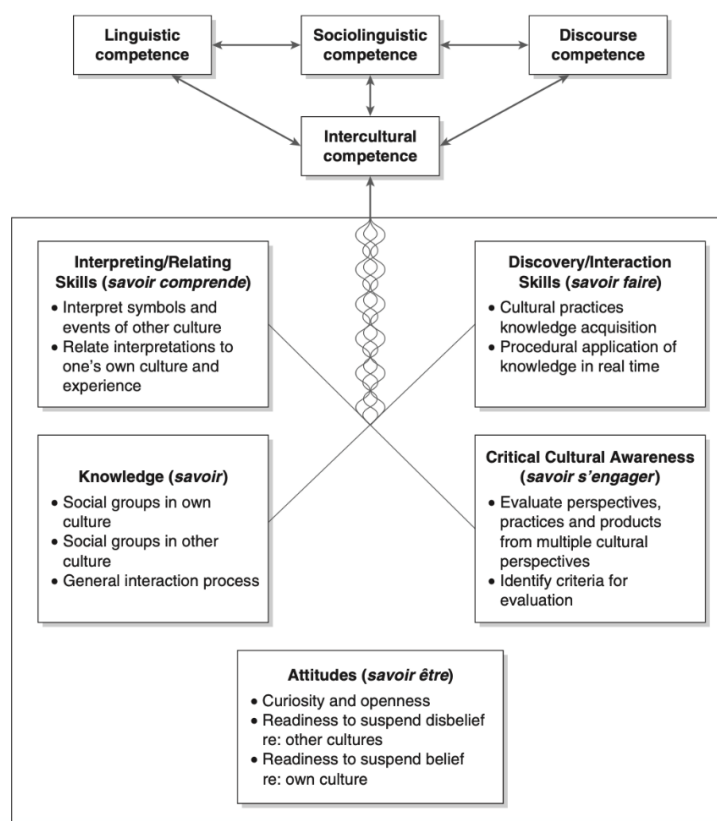 Linguistic
competence
Sociolinguistic
competence
Discourse
competence
Intercultural
competence
Interpreting/Relating
Skills (savoir comprende)
• Interpret symbols and
events of other culture
• Relate interpretations to
one's own culture and
experience
Discovery/Interaction
Skills (savoir faire)
• Cultural practices
knowledge acquisition
• Procedural application of
knowledge in real time
Knowledge (savoir)
• Social groups in own
culture
• Social groups in other
culture
• General interaction process
Critical Cultural Awareness
(savoir s'engager)
• Evaluate perspectives,
practices and products
from multiple cultural
perspectives
• Identify criteria for
evaluation
Attitudes (savoir être)
• Curiosity and openness
• Readiness to suspend disbelief
re: other cultures
• Readiness to suspend belief
re: own culture